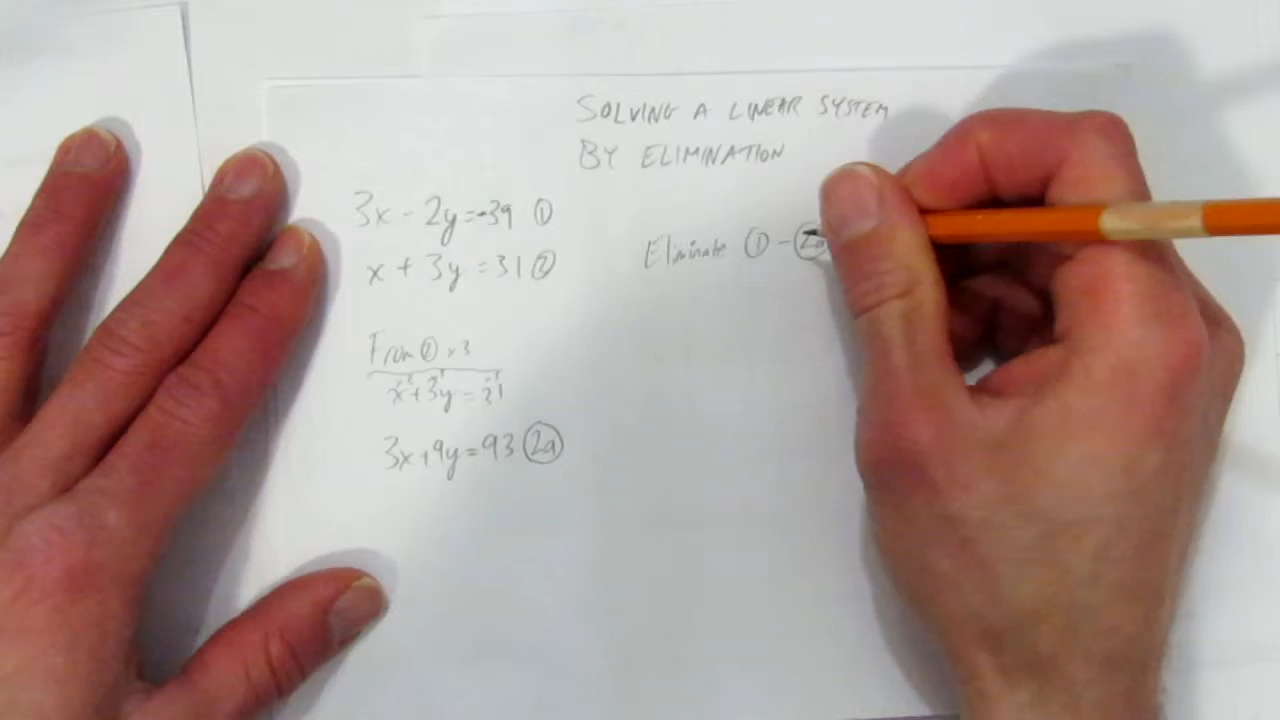 SOLVING A LINEAR SYSTEM
BY ELIMINATION
3x - 2y = -39 ①
x + 3y = 31 ②
From ② x 3
x + 3y = 31
3x + 9y = 93 2a
Eliminate ① - 2a